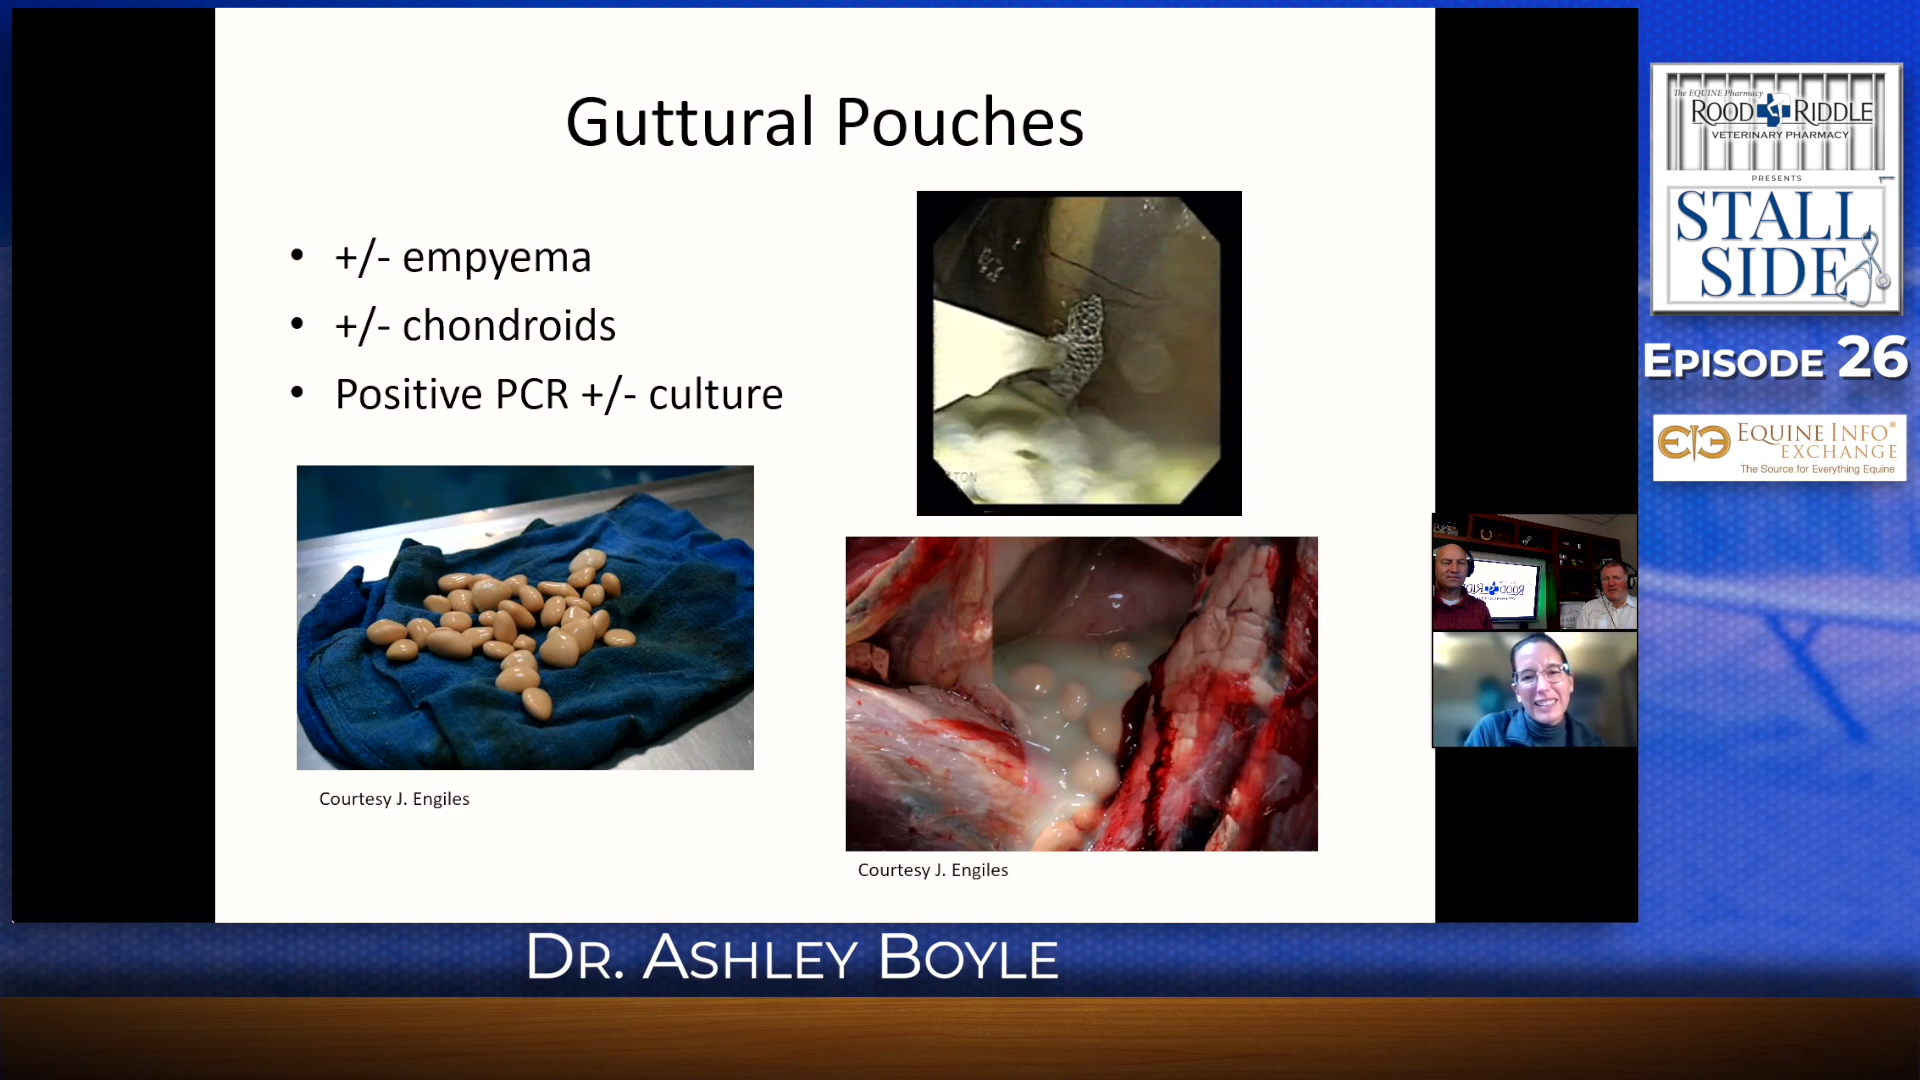 Guttural Pouches
• +/- empyema
• +/- chondroids
• Positive PCR +/- culture
TON
Courtesy J. Engiles
Courtesy J. Engiles
The EQUINE Pharmacy
ROOD RIDDLE
VETERINARY PHARMACY
PRESENTS
STALL
SIDE
EPISODE 26
EQUINE INFO®
EXCHANGE
The Source for Everything Equine
DR. ASHLEY BOYLE